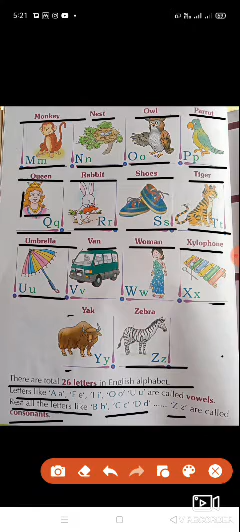 5:21
Monkey Nest Owl Parrot
Mm Nn Oo Pp
Queen Rabbit Shoes Tiger
Qq Rr Ss Tt
Umbrella Van Woman Xylophone
Uu Vv Ww Xx
Yak Zebra
Yy Zz
There are total 26 letters in English alphabet.
Letters like 'A a', 'E e', 'I i', 'O o' 'U u' are called vowels.
Rest all the letters like 'B b', 'C c' 'D d' ...... 'Z z' are called
consonants.